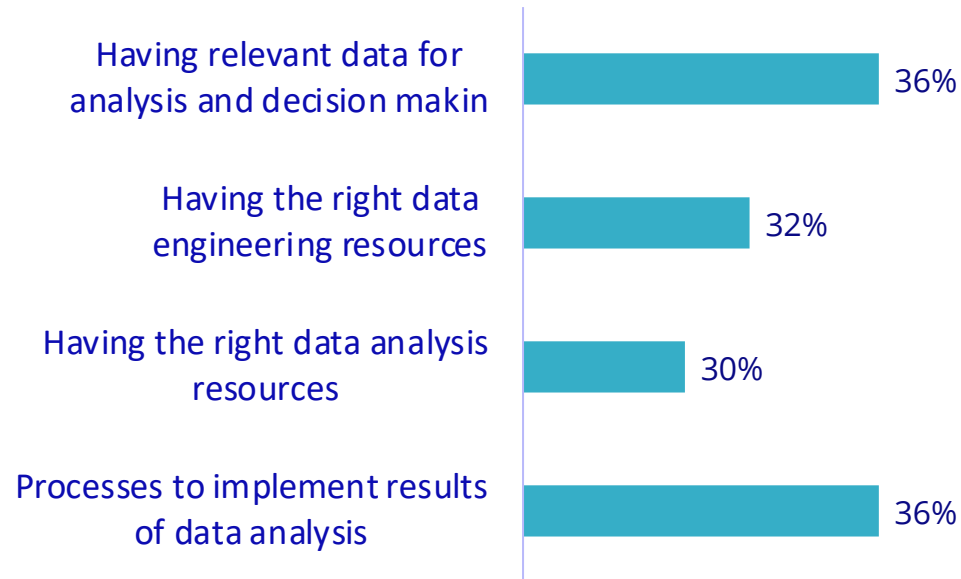 Having relevant data for
analysis and decision makin
36%
Having the right data
engineering resources
32%
Having the right data analysis
resources
30%
Processes to implement results
of data analysis
36%